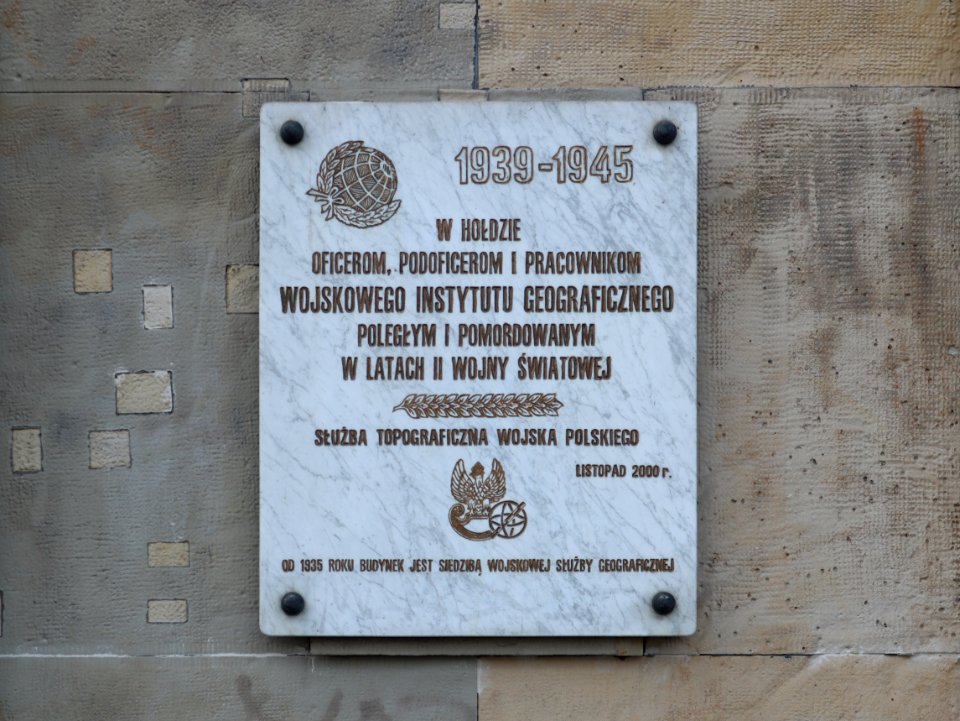 1939-1945
W HOŁDZIE
OFICEROM, PODOFICEROM I PRACOWNIKOM
WOJSKOWEGO INSTYTUTU GEOGRAFICZNEGO
POLEGŁYM I POMORDOWANYM
W LATACH II WOJNY ŚWIATOWEJ
SŁUŻBA TOPOGRAFICZNA WOJSKA POLSKIEGO
LISTOPAD 2000 r.
OD 1935 ROKU BUDYNEK JEST SIEDZIBĄ WOJSKOWEJ SŁUŻBY GEOGRAFICZNEJ